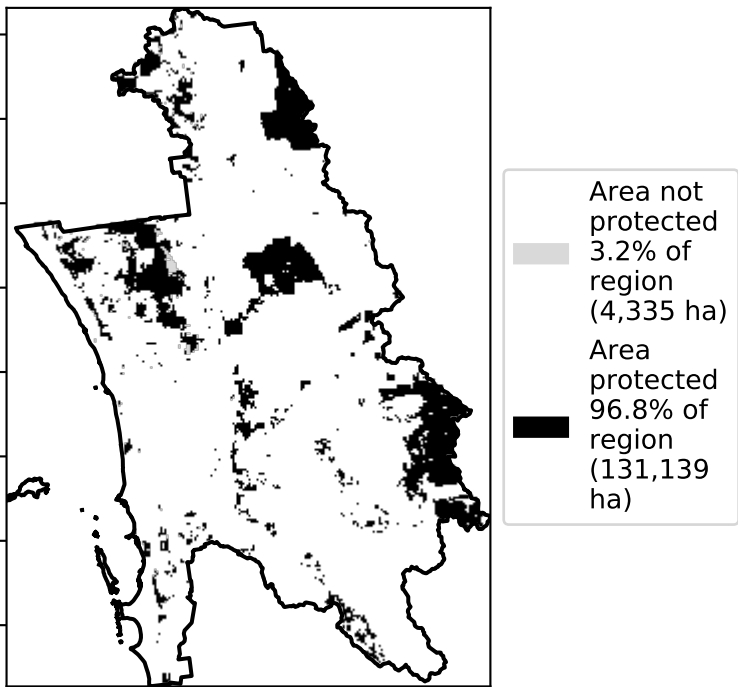 Area not
protected
3.2% of
region
(4,335 ha)
Area
protected
96.8% of
region
(131,139
ha)